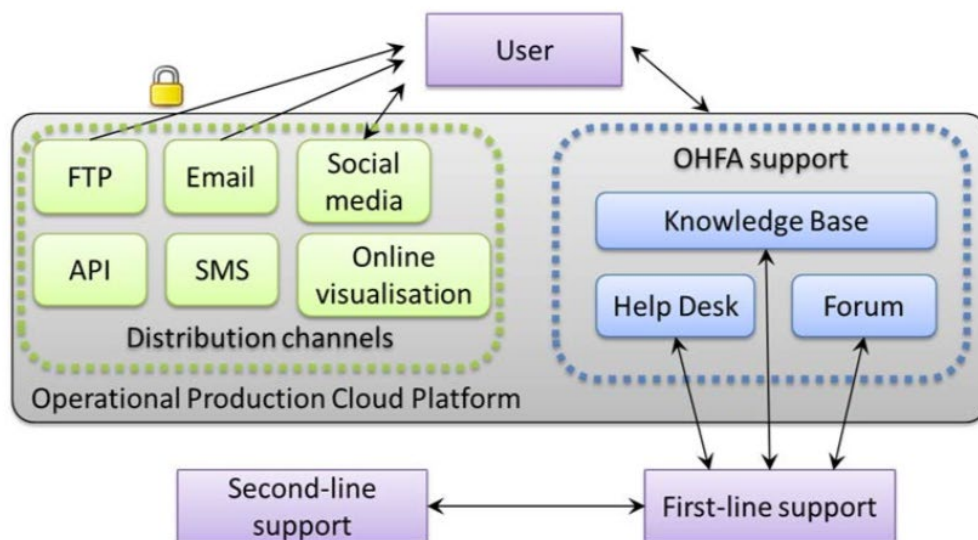 User
FTP
Email
Social
media
API
SMS
Online
visualisation
Distribution channels
OHFA support
Knowledge Base
Help Desk
Forum
Operational Production Cloud Platform
Second-line
support
First-line support